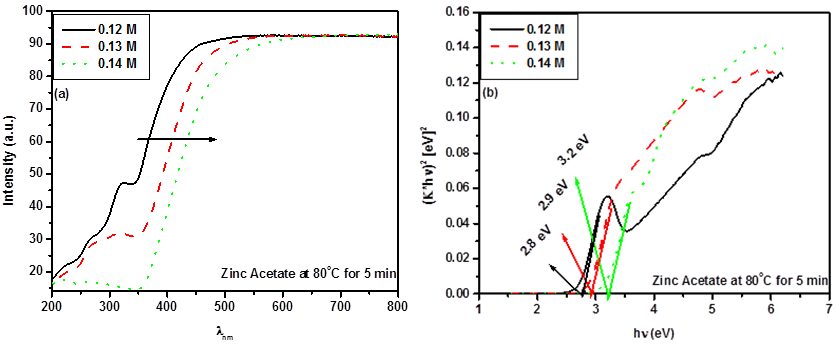 0.12 M
0.13 M
0.14 M
(a)
Intensity (a.u.)
100
90
80
70
60
50
40
30
20
200
300
400
500
600
700
800
λnm
Zinc Acetate at 80°C for 5 min
0.12 M
0.13 M
0.14 M
(b)
(K*hν)² [eV]²
0.16
0.14
0.12
0.10
0.08
0.06
0.04
0.02
0.00
3.2 eV
2.9 eV
2.8 eV
Zinc Acetate at 80°C for 5 min
1
2
3
4
5
6
7
hν (eV)